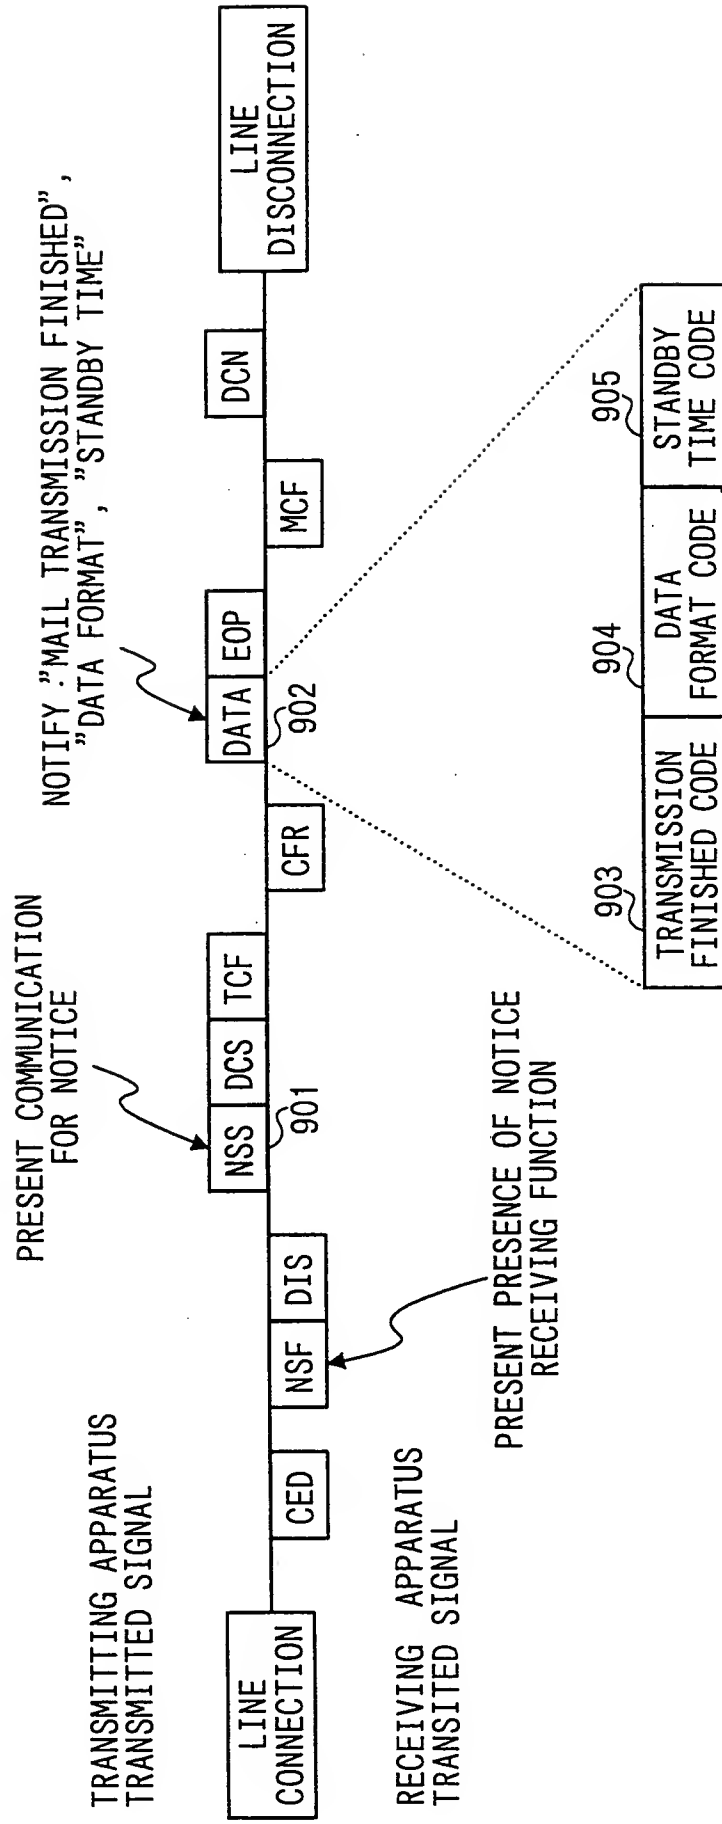 TRANSMITTING APPARATUS
TRANSMITTED SIGNAL
PRESENT COMMUNICATION
FOR NOTICE
NOTIFY :"MAIL TRANSMISSION FINISHED",
"DATA FORMAT", "STANDBY TIME"
LINE
CONNECTION
CED
NSF
DIS
NSS
DCS
TCF
901
CFR
DATA
EOP
902
MCF
DCN
LINE
DISCONNECTION
RECEIVING APPARATUS
TRANSITED SIGNAL
PRESENT PRESENCE OF NOTICE
RECEIVING FUNCTION
903
904
905
TRANSMISSION
FINISHED CODE
DATA
FORMAT CODE
STANDBY
TIME CODE